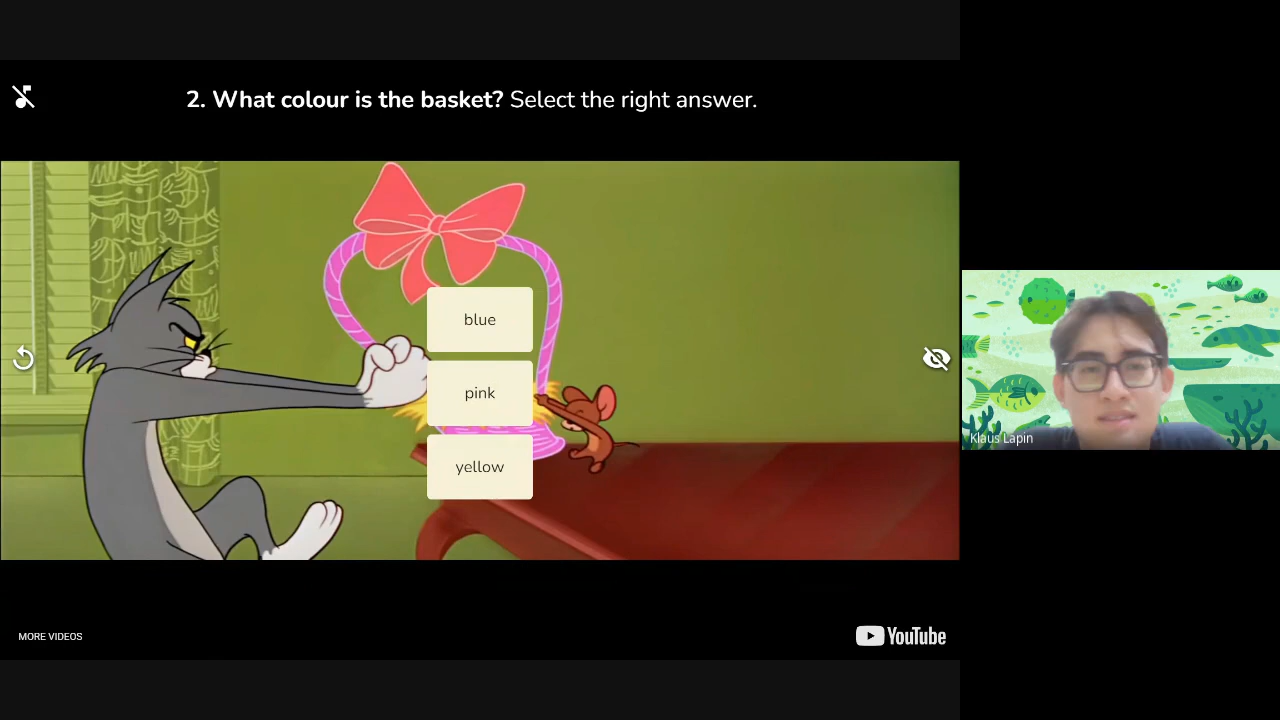 2. What colour is the basket? Select the right answer.
blue
pink
yellow
Klaus Lapin
MORE VIDEOS
YouTube